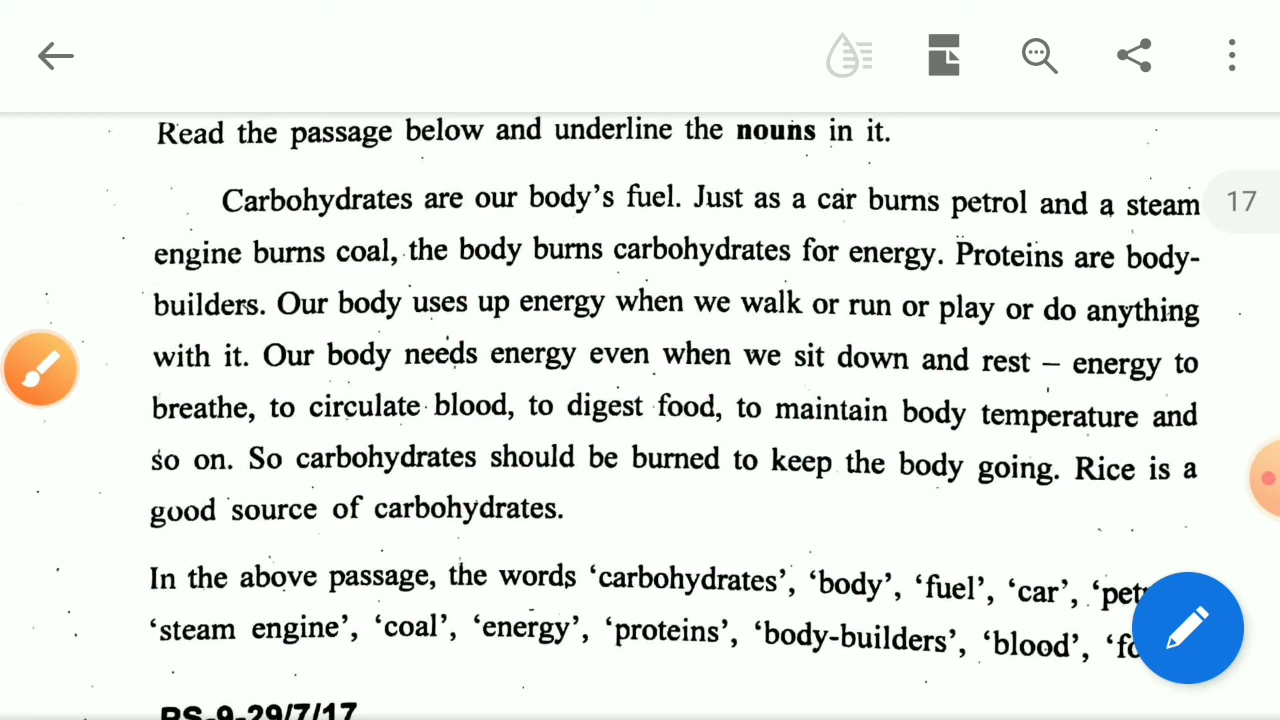 Read the passage below and underline the nouns in it.
17
Carbohydrates are our body's fuel. Just as a car burns petrol and a steam
engine burns coal, the body burns carbohydrates for energy. Proteins are body-
builders. Our body uses up energy when we walk or run or play or do anything
with it. Our body needs energy even when we sit down and rest – energy to
breathe, to circulate blood, to digest food, to maintain body temperature and
so on. So carbohydrates should be burned to keep the body going. Rice is a
good source of carbohydrates.
In the above passage, the words ‘carbohydrates’, ‘body’, ‘fuel’, ‘car’,
‘steam engine’, ‘coal’, ‘energy’, ‘proteins’, ‘body-builders’, ‘blood’,
RS-9-29/7/17